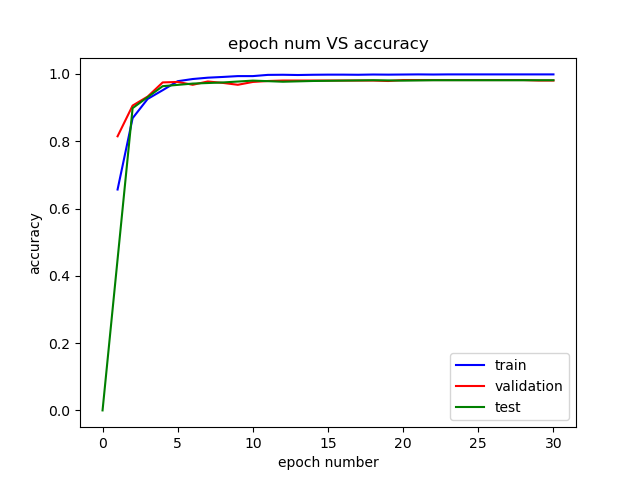 epoch num VS accuracy
1.0
0.8
0.6
0.4
0.2
0.0
accuracy
train
validation
test
0 5 10 15 20 25 30
epoch number